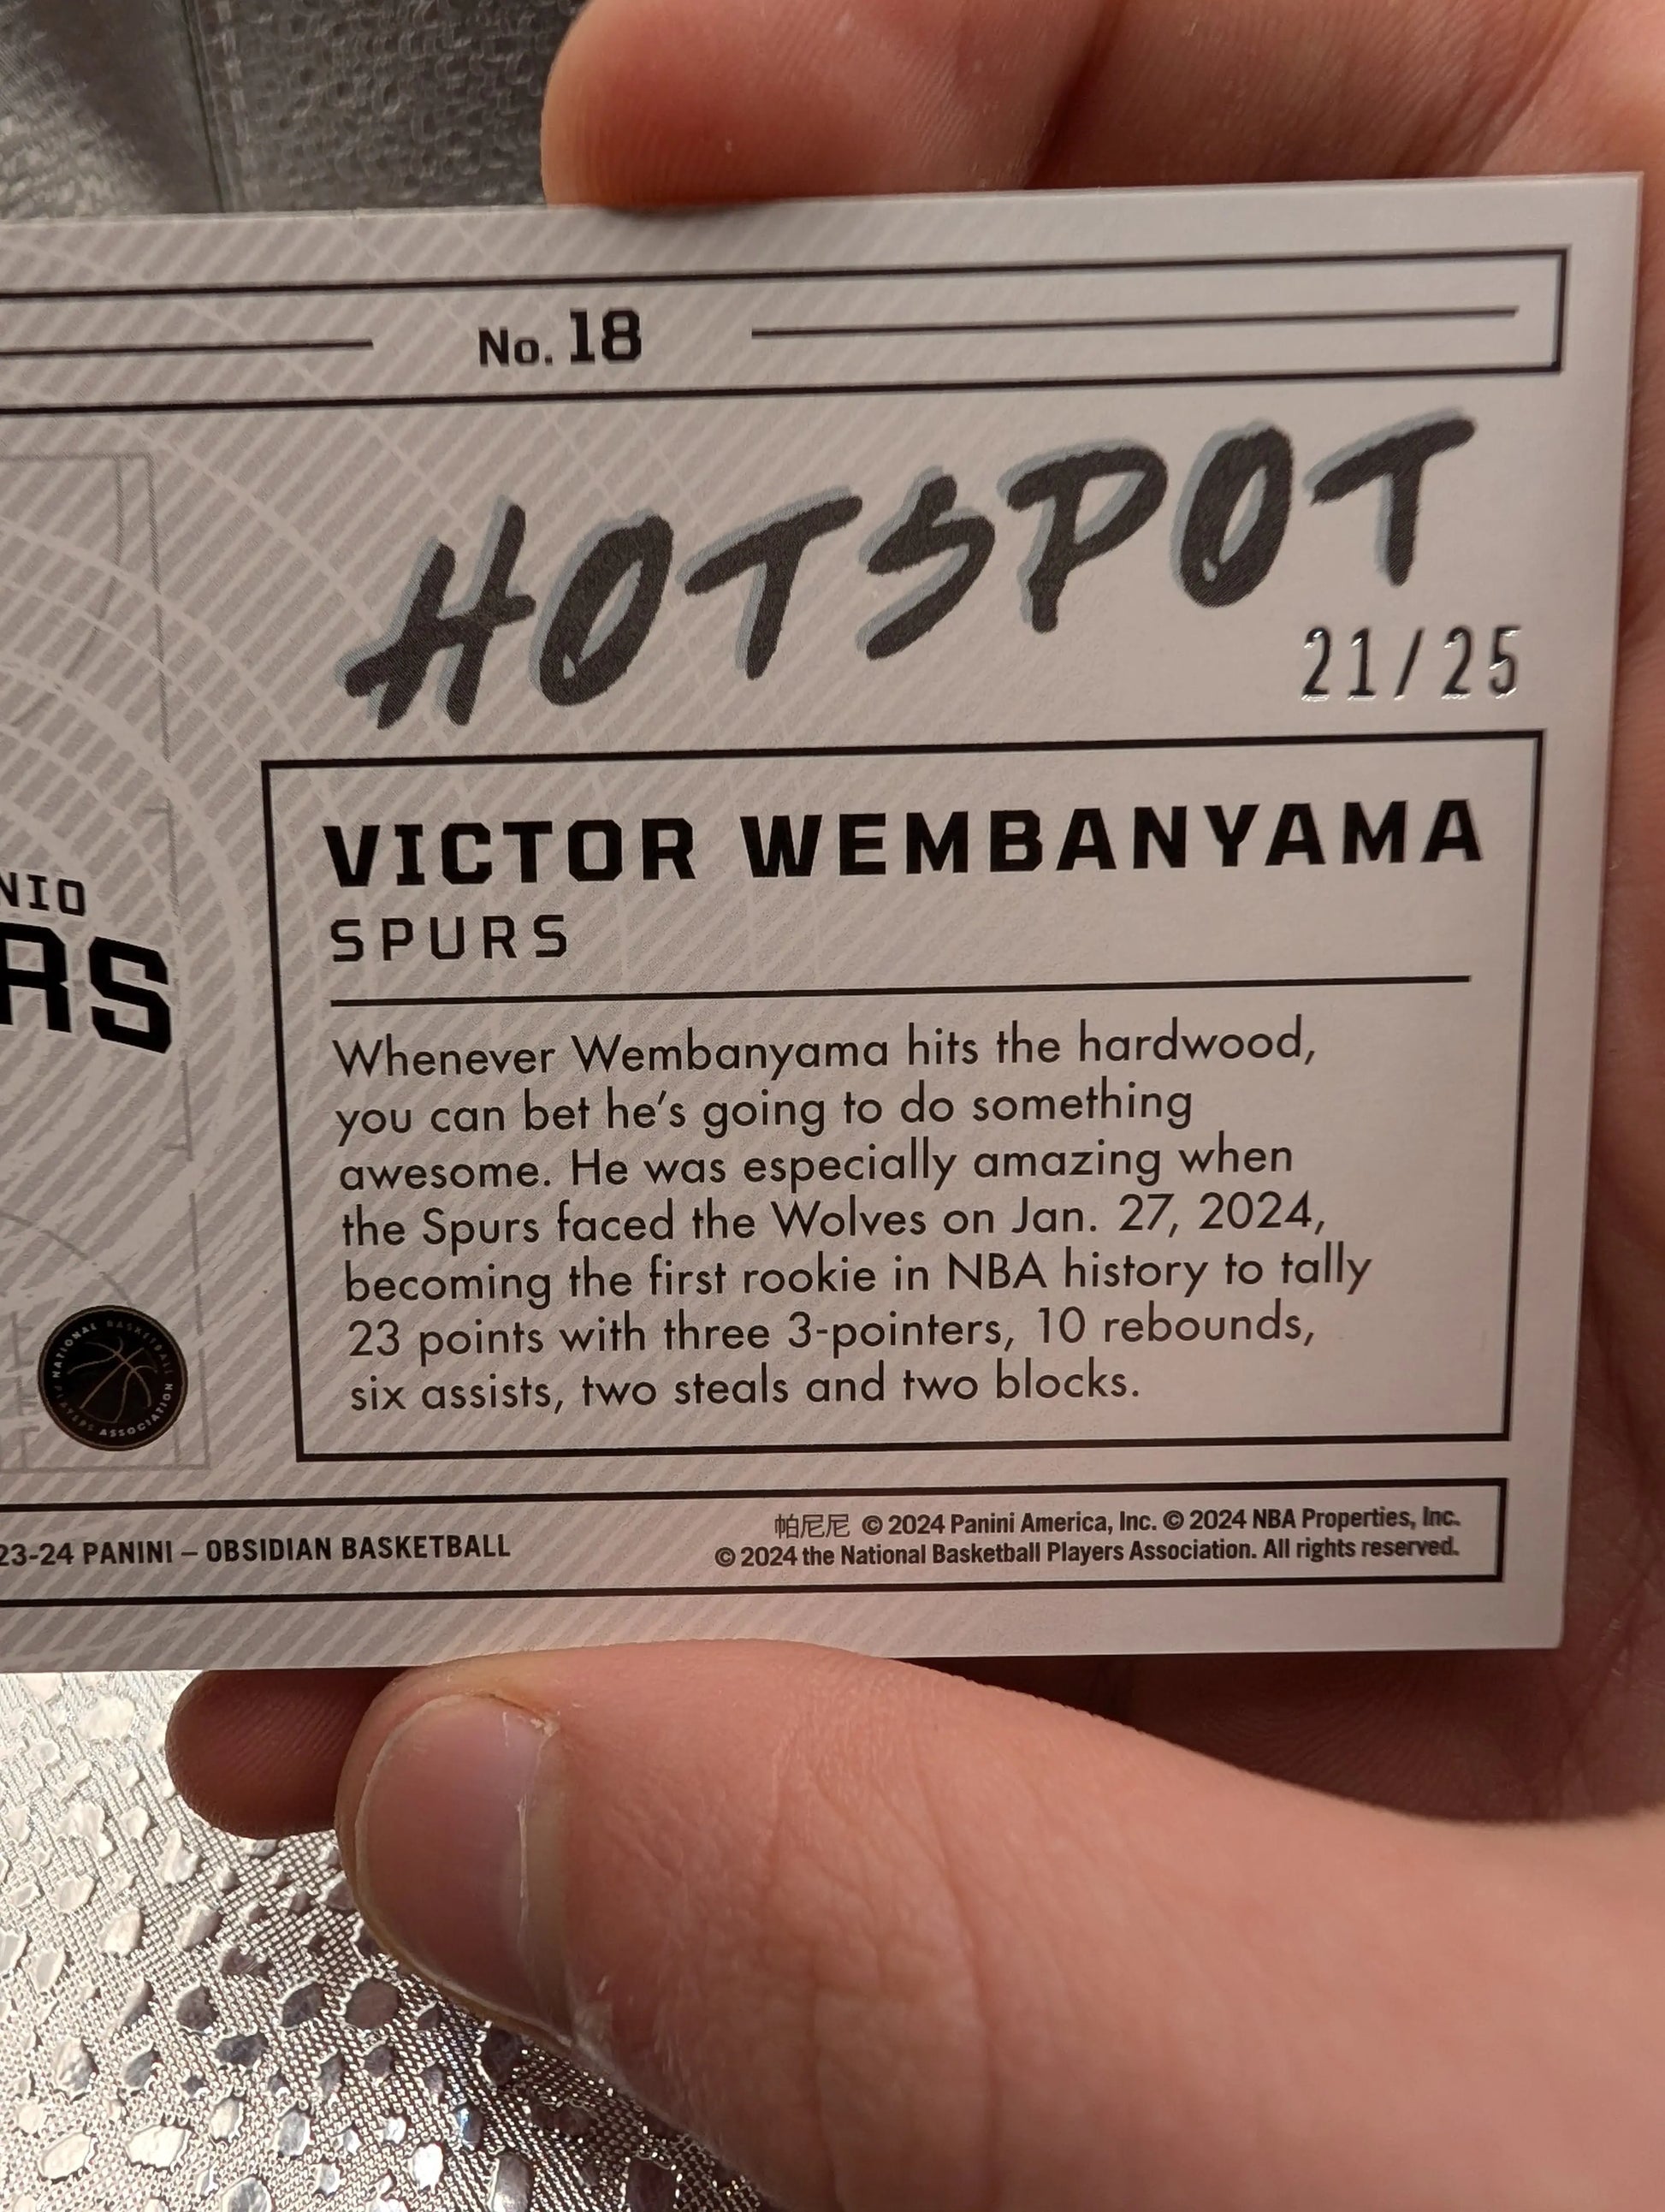 No. 18
HOTSPOT
21/25
VICTOR WEMBANYAMA
SPURS
Whenever Wembanyama hits the hardwood,
you can bet he's going to do something
awesome. He was especially amazing when
the Spurs faced the Wolves on Jan. 27, 2024,
becoming the first rookie in NBA history to tally
23 points with three 3-pointers, 10 rebounds,
six assists, two steals and two blocks.
NIO
RS
NATIONAL BASKETBALL PLAYERS ASSOCIATION
23-24 PANINI – OBSIDIAN BASKETBALL
帕尼尼 © 2024 Panini America, Inc. © 2024 NBA Properties, Inc.
© 2024 the National Basketball Players Association. All rights reserved.